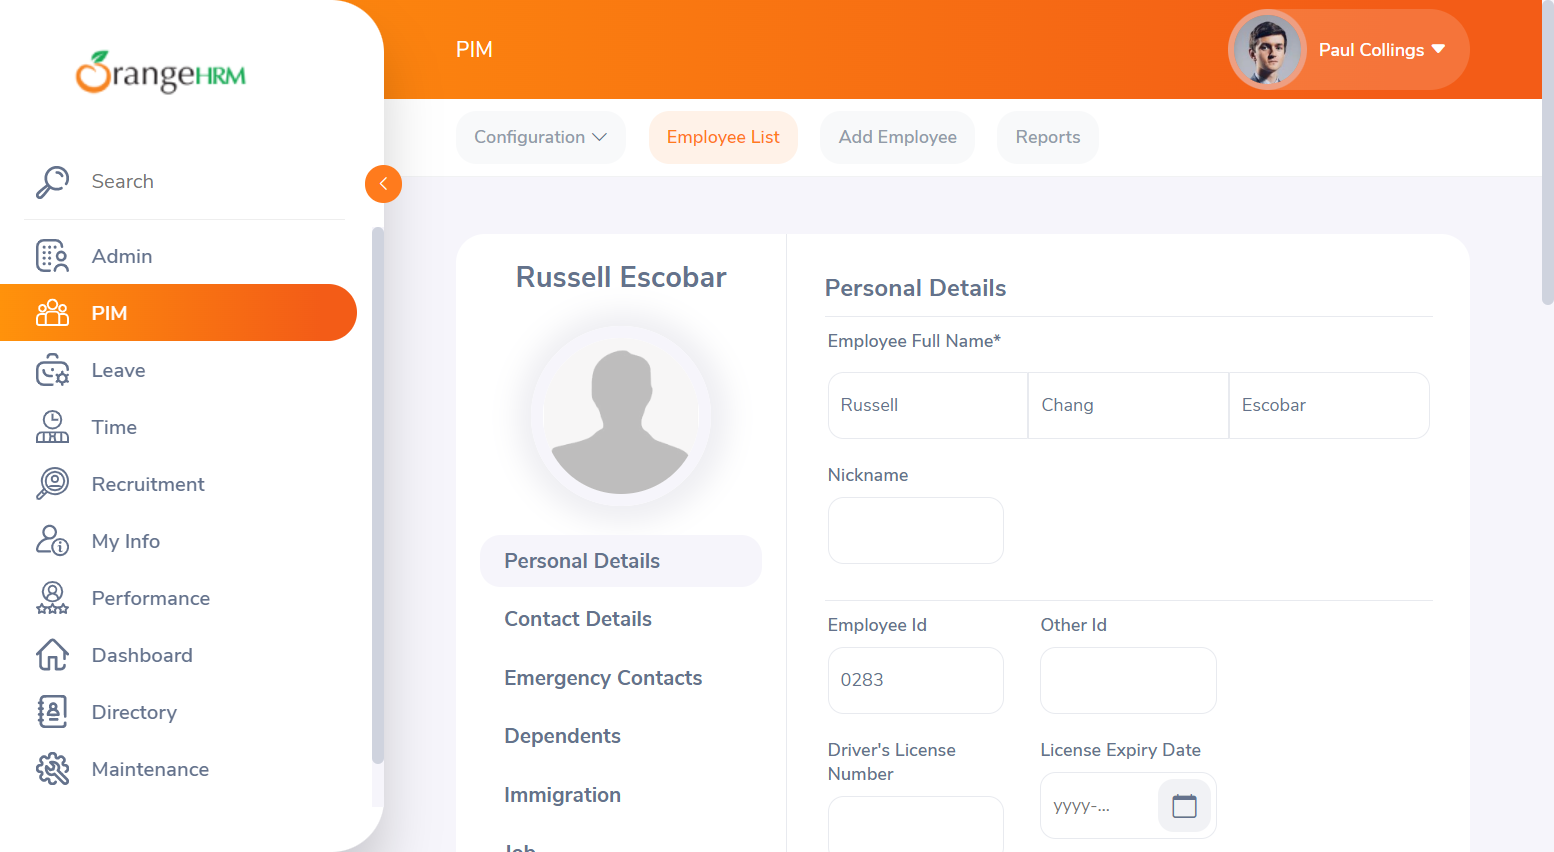 OrangeHRM
Search
Admin
PIM
Leave
Time
Recruitment
My Info
Performance
Dashboard
Directory
Maintenance
PIM
Paul Collings
Configuration
Employee List
Add Employee
Reports
Russell Escobar
Personal Details
Contact Details
Emergency Contacts
Dependents
Immigration
Job
Personal Details
Employee Full Name*
Russell
Chang
Escobar
Nickname
Employee Id
Other Id
0283
Driver's License
Number
License Expiry Date
yyyy-...